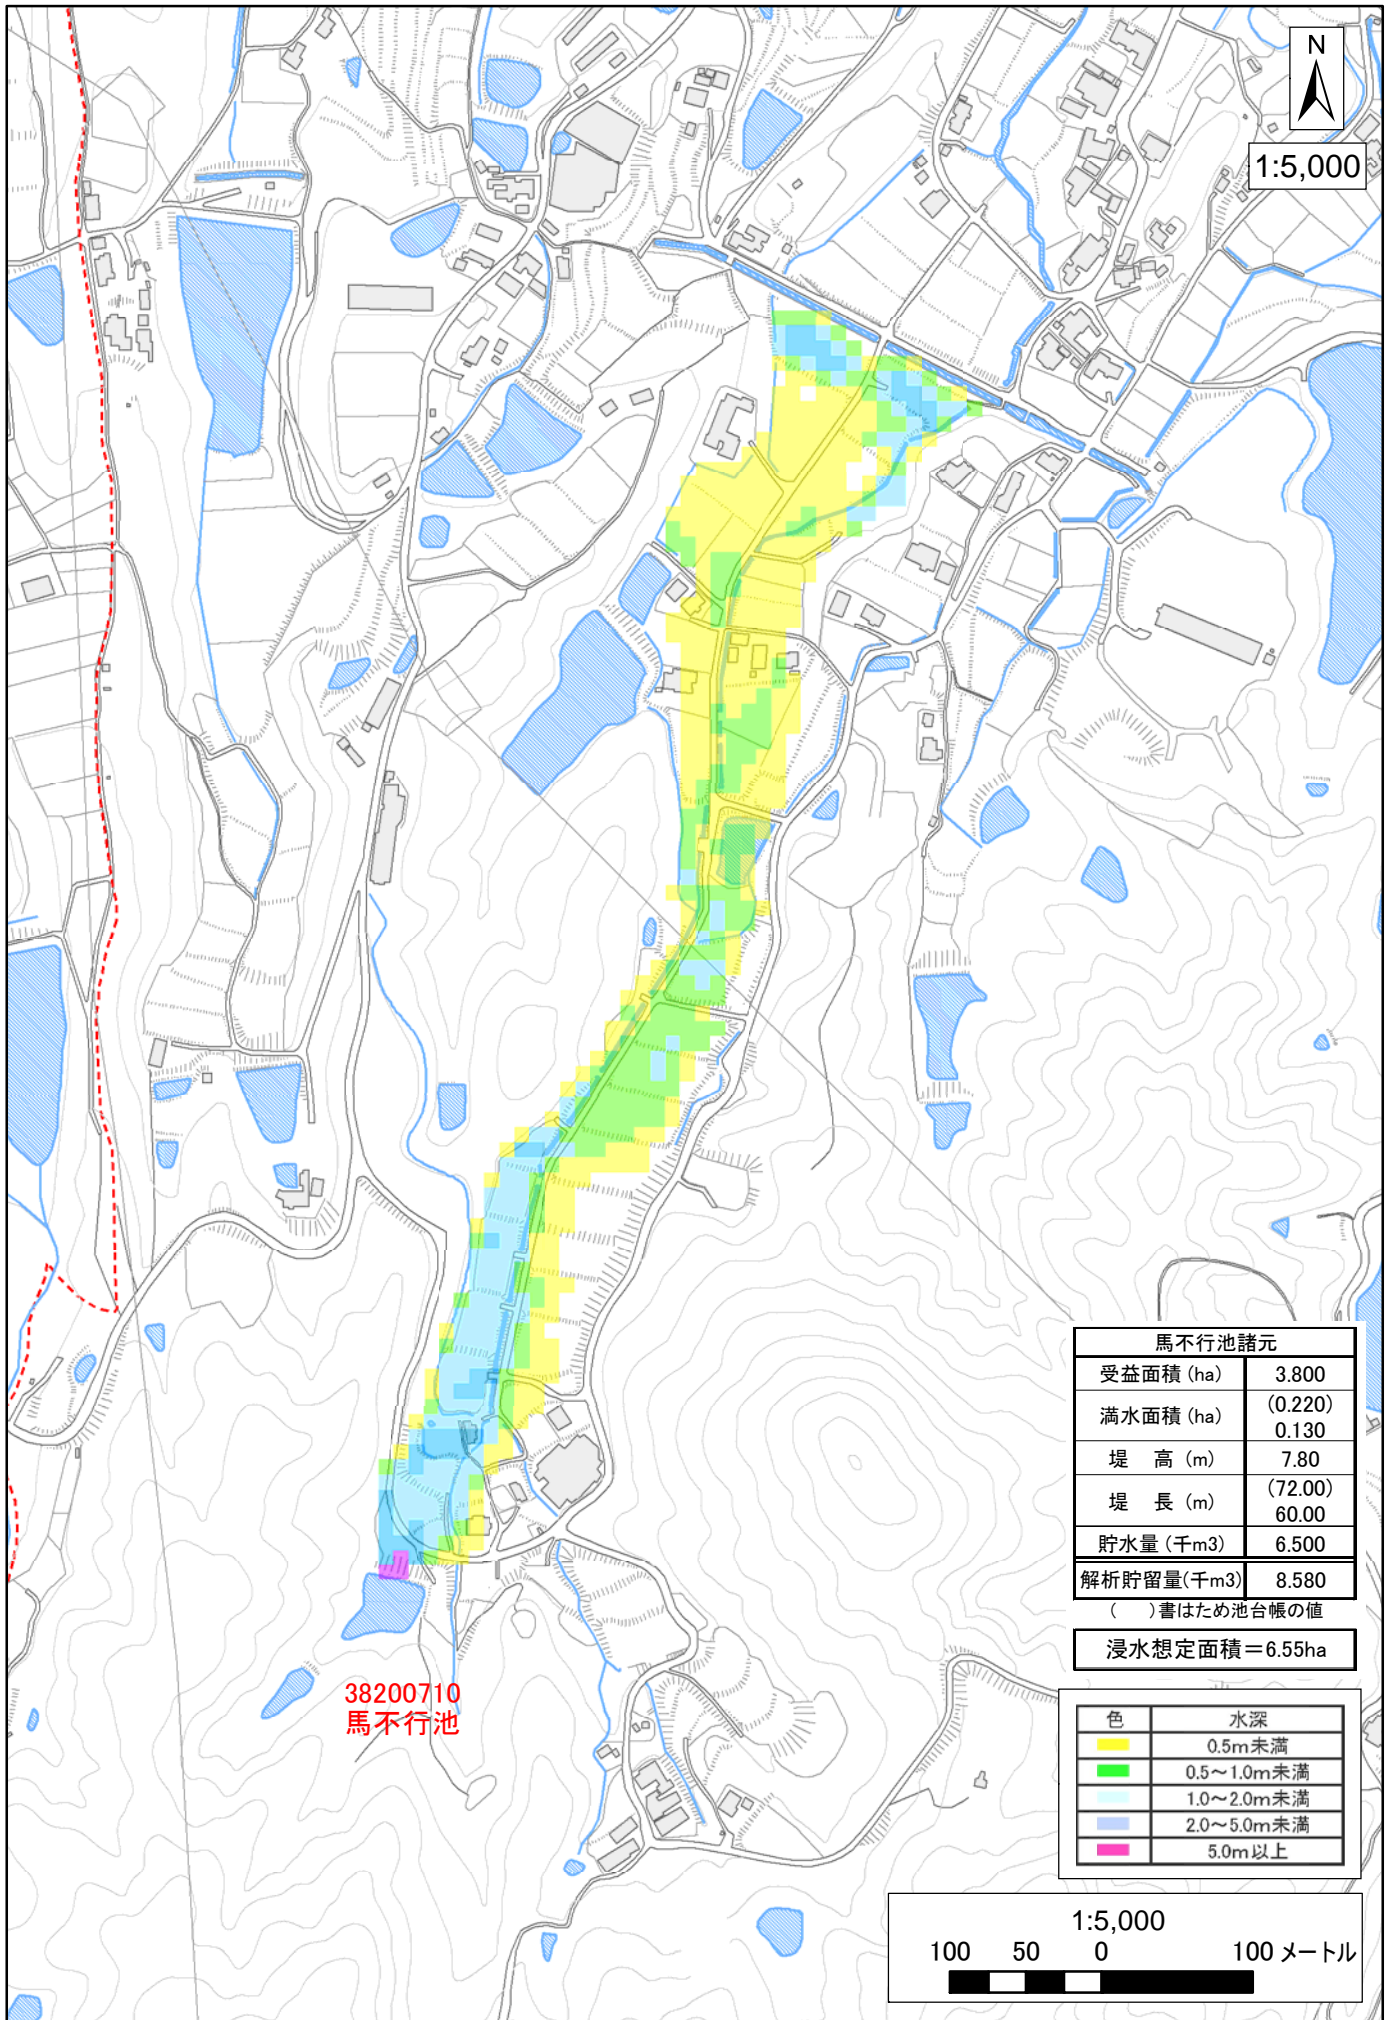 N
1:5,000
馬不行池諸元
受益面積 (ha) 3.800
満水面積 (ha) (0.220) 0.130
堤　高 (m) 7.80
堤　長 (m) (72.00) 60.00
貯水量 (千m3) 6.500
解析貯留量(千m3) 8.580
(　)書はため池台帳の値
浸水想定面積＝6.55ha
38200710
馬不行池
色 水深
0.5m未満
0.5～1.0m未満
1.0～2.0m未満
2.0～5.0m未満
5.0m以上
1:5,000
100 50 0 100 メートル